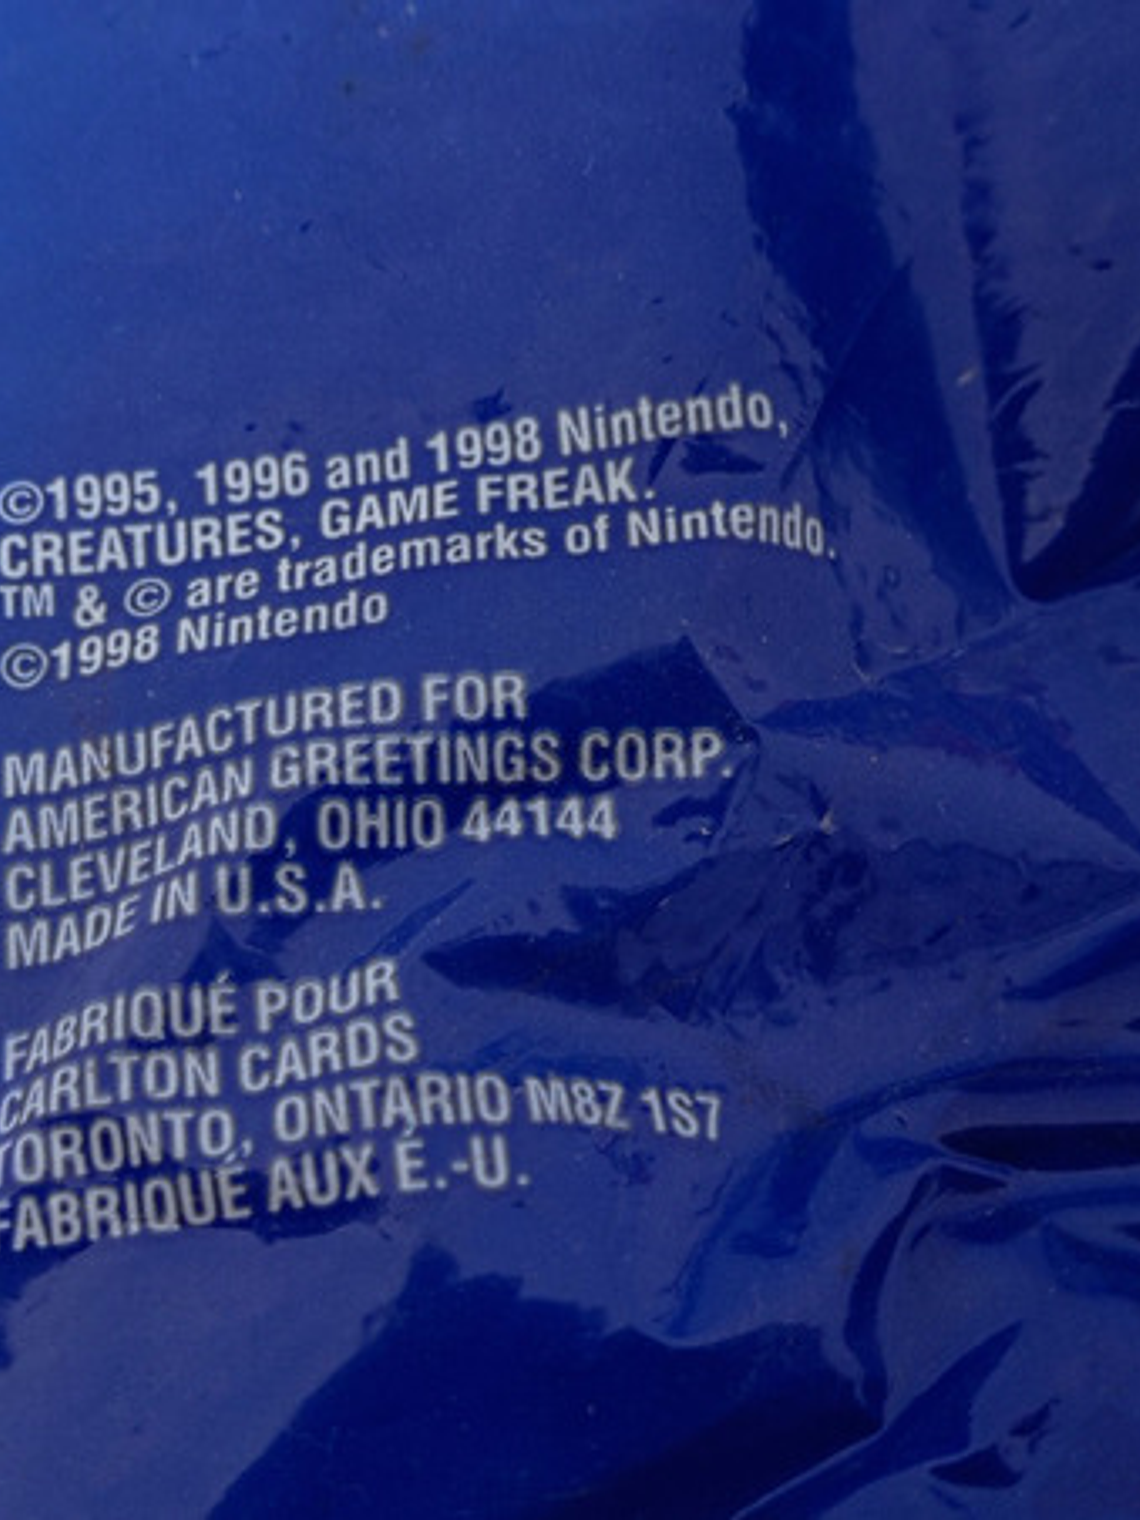 ©1995, 1996 and 1998 Nintendo,
CREATURES, GAME FREAK.
TM & © are trademarks of Nintendo.
©1998 Nintendo
MANUFACTURED FOR
AMERICAN GREETINGS CORP.
CLEVELAND, OHIO 44144
MADE IN U.S.A.
FABRIQUÉ POUR
CARLTON CARDS
TORONTO, ONTARIO M8Z 1S7
FABRIQUÉ AUX É.-U.